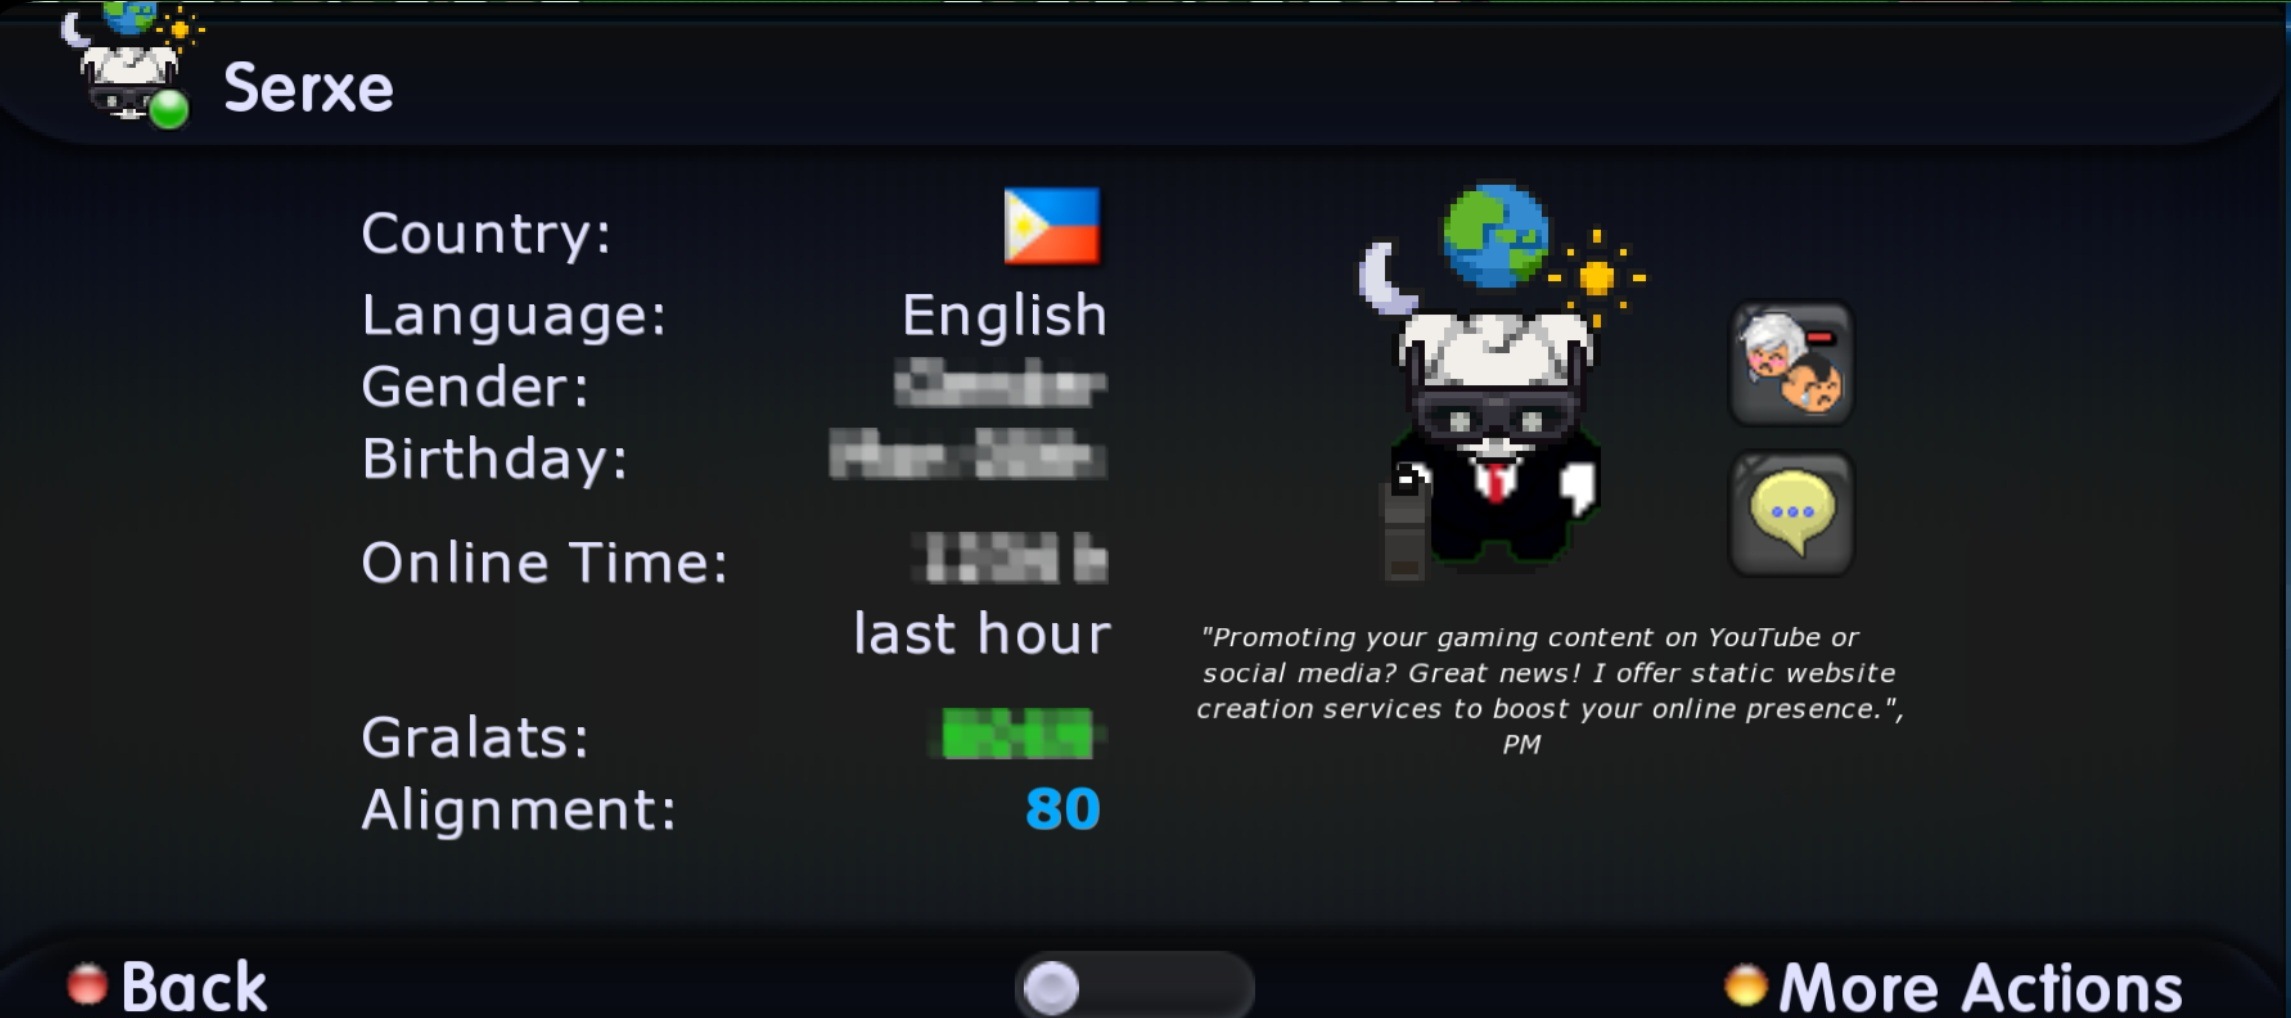 Serxe
Country:
Language: English
Gender:
Birthday:
Online Time:
last hour
Gralats:
Alignment: 80
"Promoting your gaming content on YouTube or
social media? Great news! I offer static website
creation services to boost your online presence.",
PM
Back
More Actions